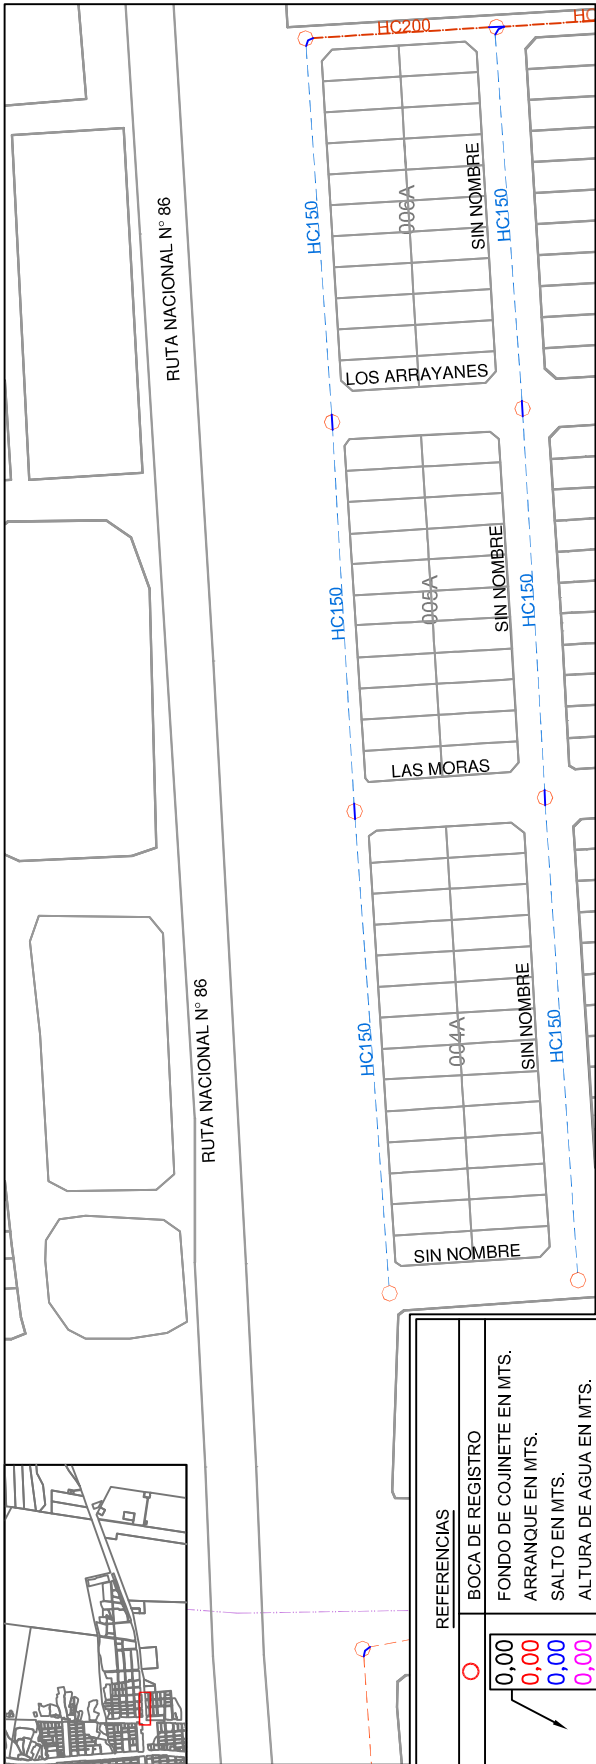 HC200
HC
HC150
HC150
006A
SIN NOMBRE
RUTA NACIONAL N° 86
LOS ARRAYANES
HC150
HC150
005A
SIN NOMBRE
LAS MORAS
HC150
HC150
004A
SIN NOMBRE
RUTA NACIONAL N° 86
SIN NOMBRE
REFERENCIAS
BOCA DE REGISTRO
0,00 FONDO DE COJINETE EN MTS.
0,00 ARRANQUE EN MTS.
0,00 SALTO EN MTS.
0,00 ALTURA DE AGUA EN MTS.